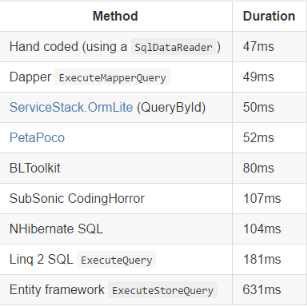 Method Duration
Hand coded (using a SqlDataReader) 47ms
Dapper ExecuteMapperQuery 49ms
ServiceStack.OrmLite (QueryById) 50ms
PetaPoco 52ms
BLToolkit 80ms
SubSonic CodingHorror 107ms
NHibernate SQL 104ms
Linq 2 SQL ExecuteQuery 181ms
Entity framework ExecuteStoreQuery 631ms